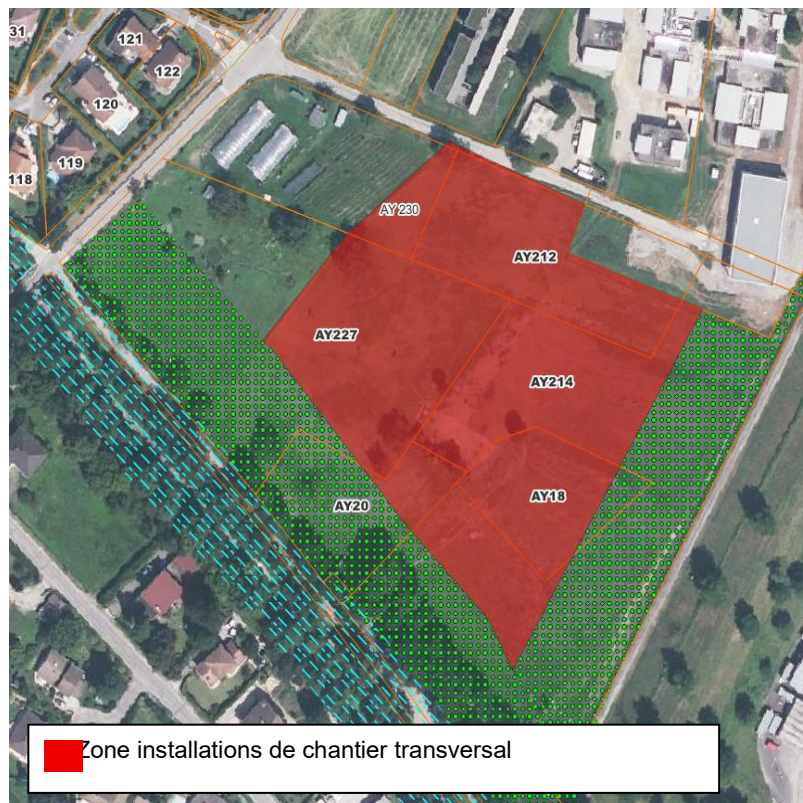 31
121
122
120
119
118
AY 230
AY212
AY227
AY214
AY18
AY20
Zone installations de chantier transversal